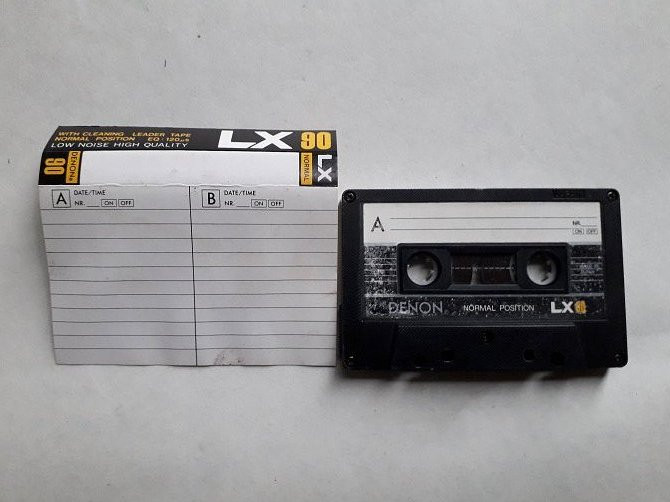 WITH CLEANING LEADER TAPE
NORMAL POSITION EQ·120μs
LOW NOISE HIGH QUALITY
LX 90
90 DENON
LX NORMAL
A DATE/TIME
NR. ON OFF
B DATE/TIME
NR. ON OFF
A
NR.
ON OFF
DENON NORMAL POSITION LX